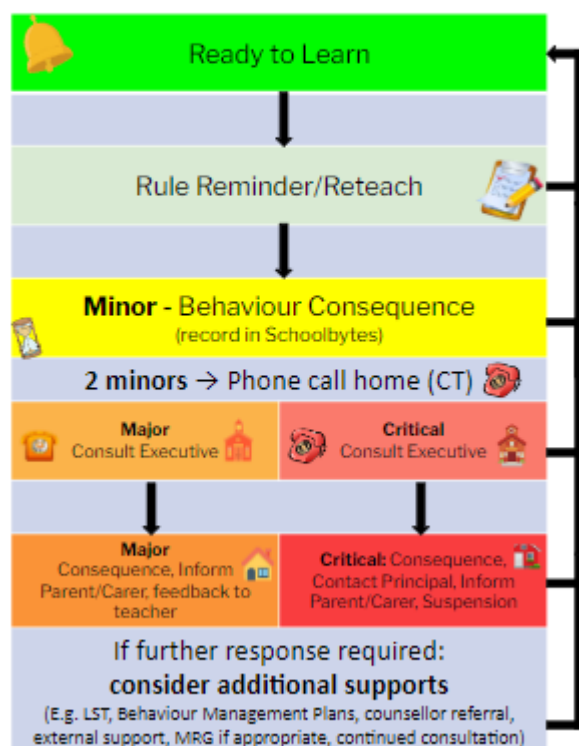 Ready to Learn
Rule Reminder/Reteach
Minor - Behaviour Consequence
(record in Schoolbytes)
2 minors → Phone call home (CT)
Major
Consult Executive
Critical
Consult Executive
Major
Consequence, Inform
Parent/Carer, feedback to
teacher
Critical: Consequence,
Contact Principal, Inform
Parent/Carer, Suspension
If further response required:
consider additional supports
(E.g. LST, Behaviour Management Plans, counsellor referral,
external support, MRG if appropriate, continued consultation)